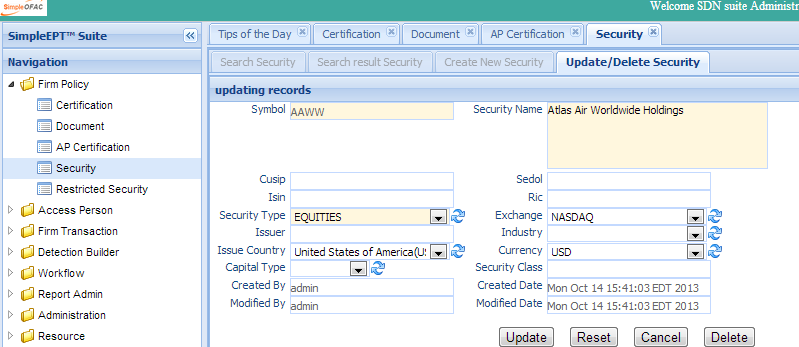 SimpleOFAC
Welcome SDN suite Administr
SimpleEPT™ Suite
Tips of the Day
Certification
Document
AP Certification
Security
Navigation
Search Security
Search result Security
Create New Security
Update/Delete Security
Firm Policy
Certification
Document
AP Certification
Security
Restricted Security
Access Person
Firm Transaction
Detection Builder
Workflow
Report Admin
Administration
Resource
updating records
Symbol AAWW
Security Name Atlas Air Worldwide Holdings
Cusip
Sedol
Isin
Ric
Security Type EQUITIES
Exchange NASDAQ
Issuer
Industry
Issue Country United States of America(US
Currency USD
Capital Type
Security Class
Created By admin
Created Date Mon Oct 14 15:41:03 EDT 2013
Modified By admin
Modified Date Mon Oct 14 15:41:03 EDT 2013
Update
Reset
Cancel
Delete